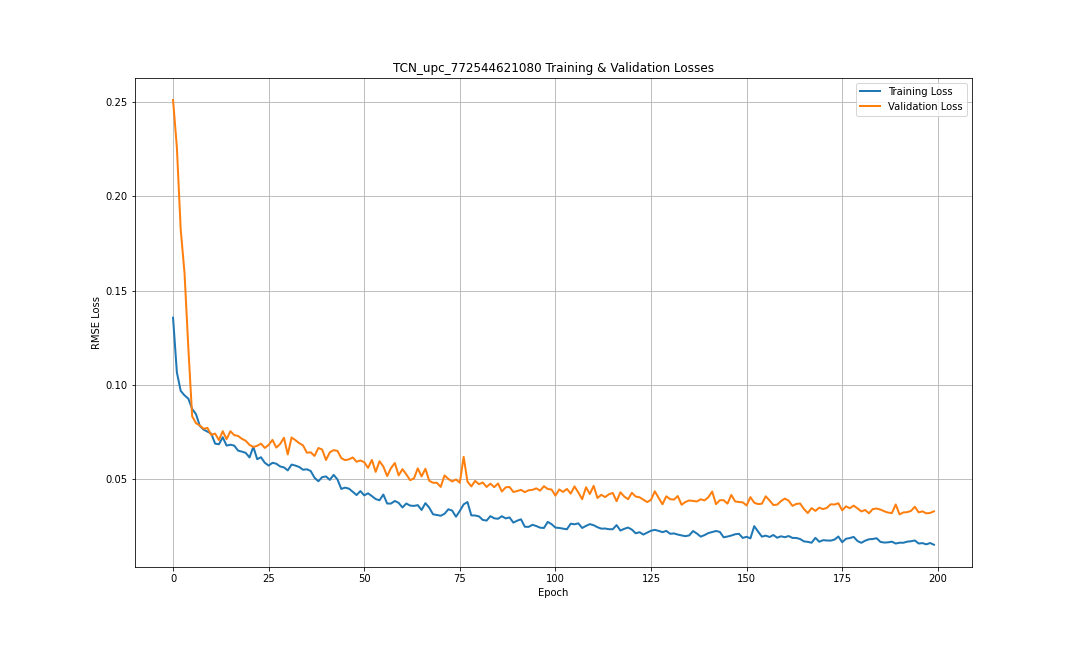 TCN_upc_772544621080 Training & Validation Losses
Training Loss
Validation Loss
0.25
0.20
0.15
0.10
0.05
RMSE Loss
0
25
50
75
100
125
150
175
200
Epoch